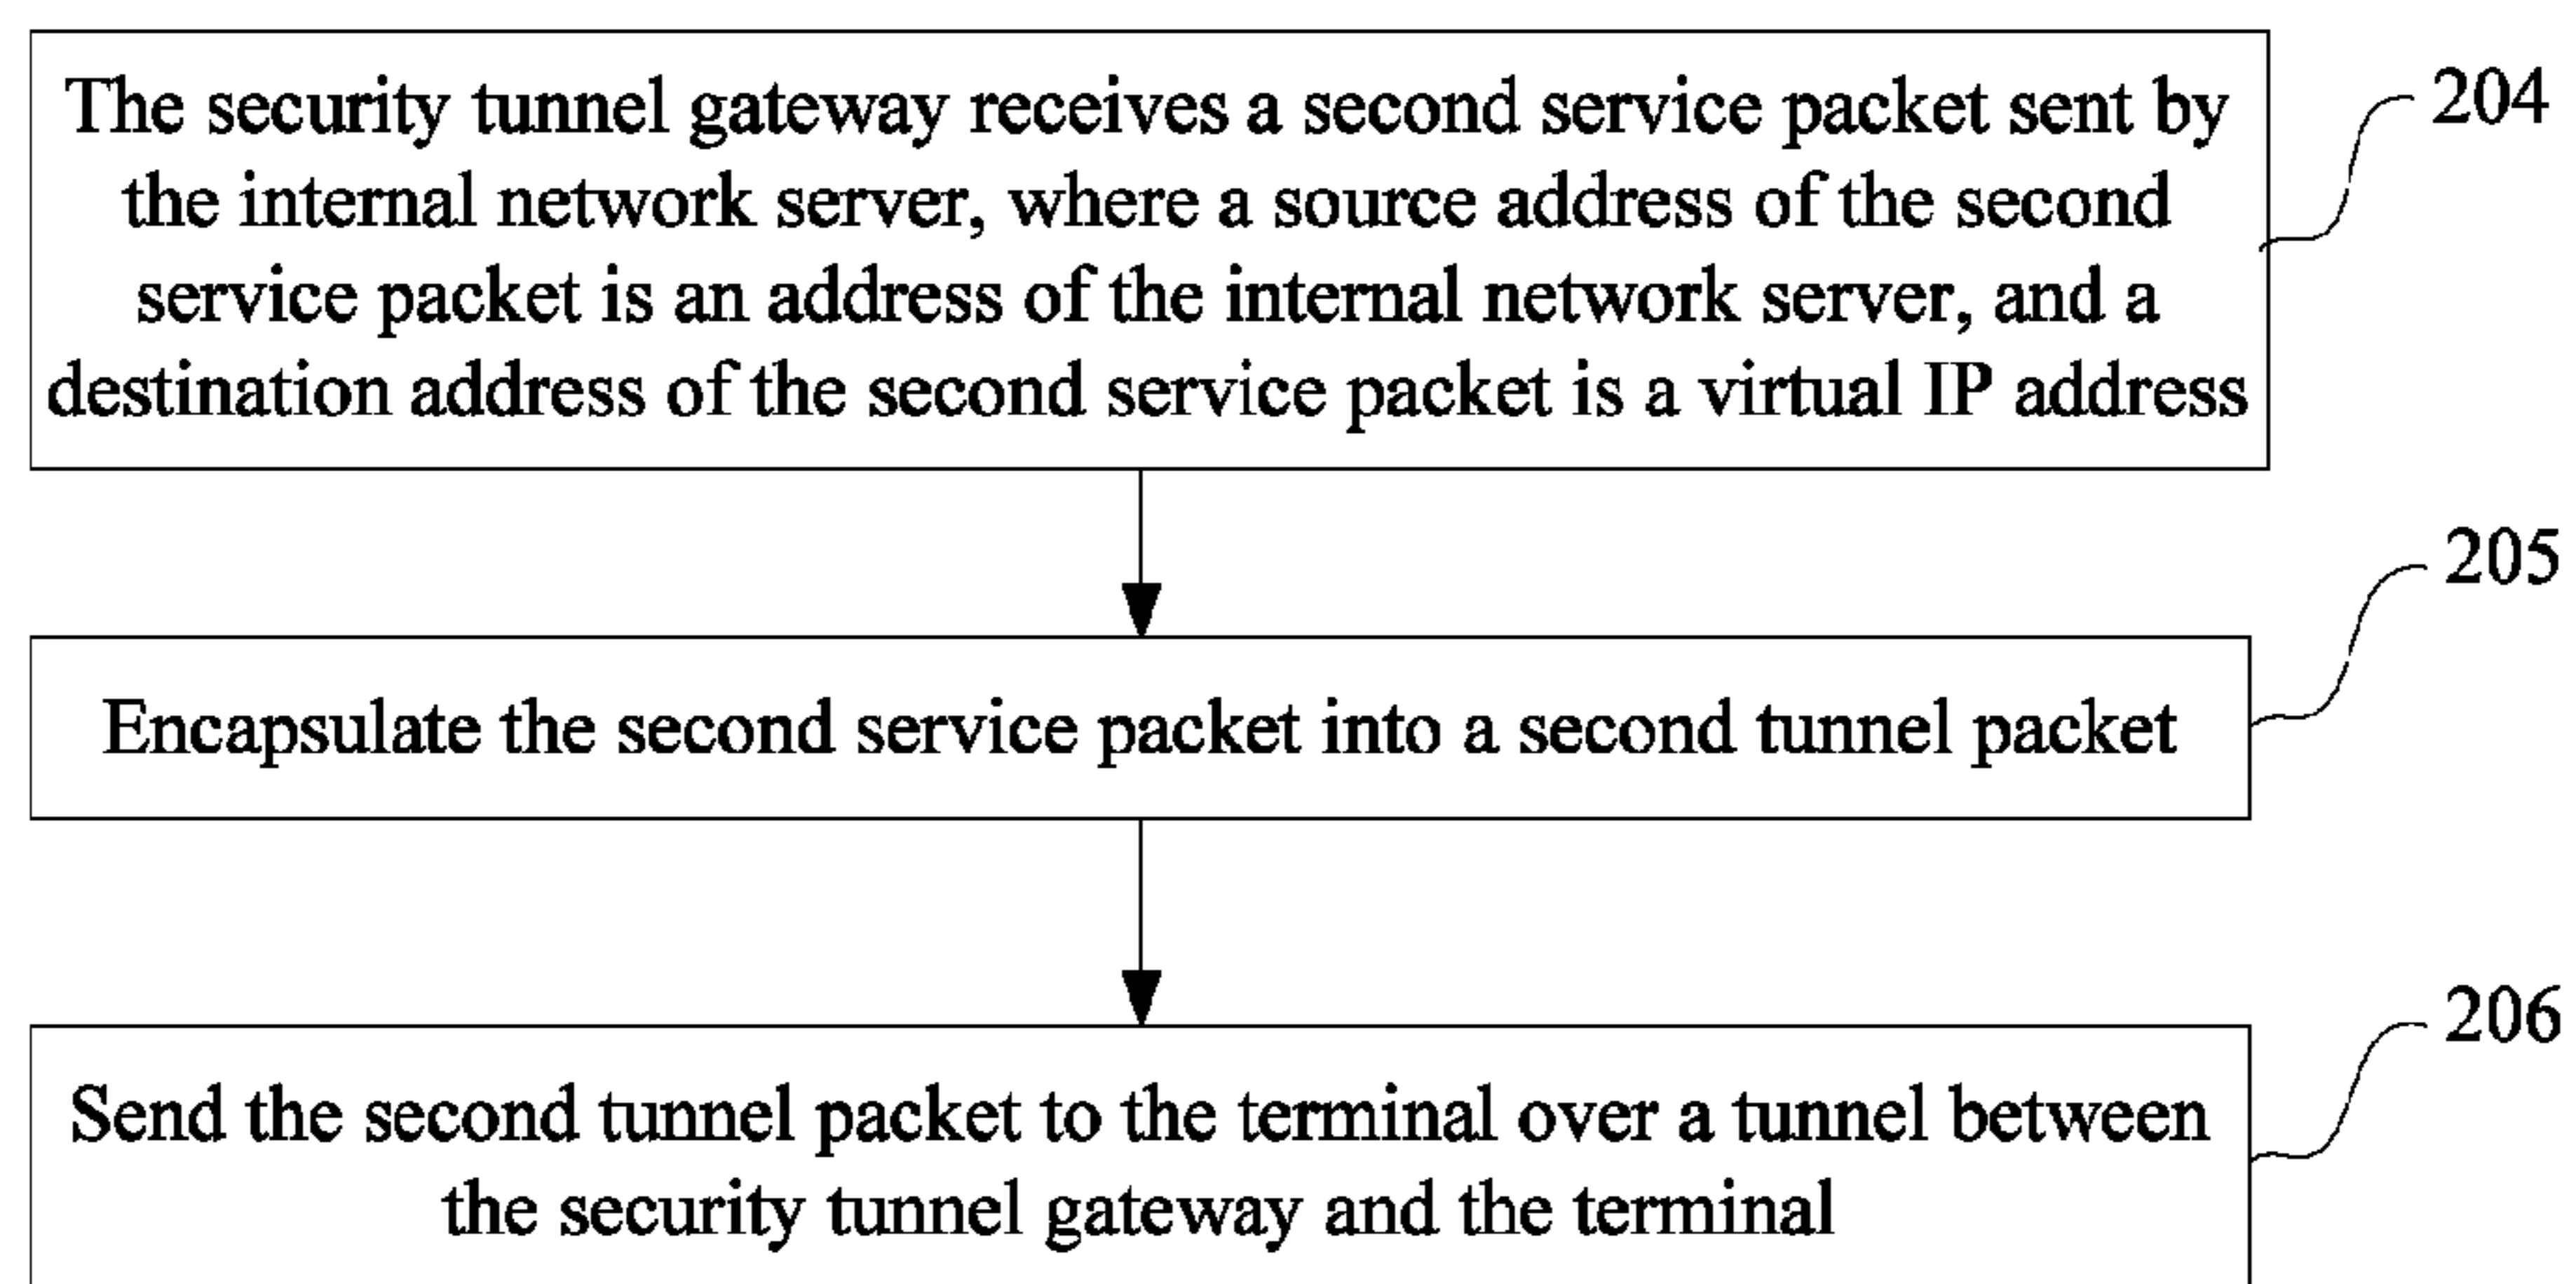 The security tunnel gateway receives a second service packet sent by
the internal network server, where a source address of the second
service packet is an address of the internal network server, and a
destination address of the second service packet is a virtual IP address
204
Encapsulate the second service packet into a second tunnel packet
205
Send the second tunnel packet to the terminal over a tunnel between
the security tunnel gateway and the terminal
206